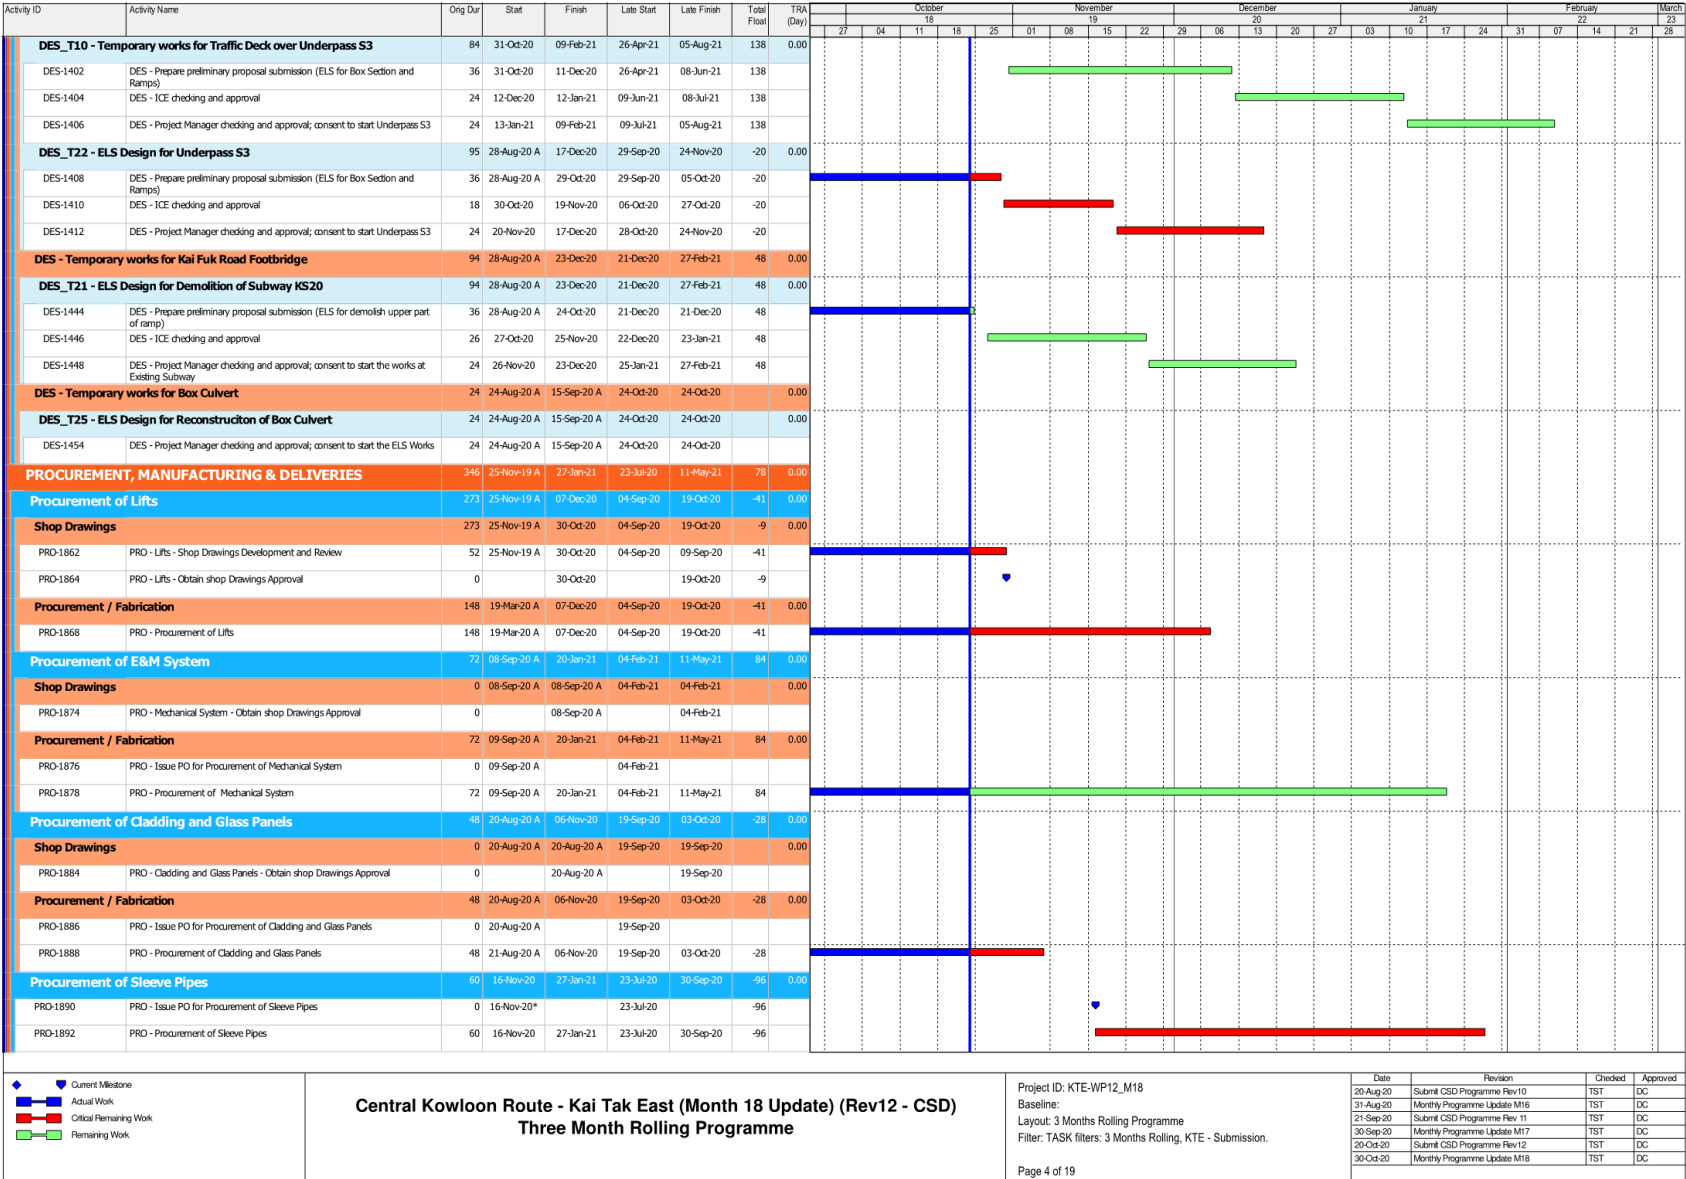 Activity ID Activity Name Orig Dur Start Finish Late Start Late Finish Total Float TRA (Day) October November December January February March
18 19 20 21 22 23
27 04 11 18 25 01 08 15 22 29 06 13 20 27 03 10 17 24 31 07 14 21 28
DES_T10 - Temporary works for Traffic Deck over Underpass S3 84 31-Oct-20 09-Feb-21 26-Apr-21 05-Aug-21 138 0.00
DES-1402 DES - Prepare preliminary proposal submission (ELS for Box Section and Ramps) 36 31-Oct-20 11-Dec-20 26-Apr-21 08-Jun-21 138
DES-1404 DES - ICE checking and approval 24 12-Dec-20 12-Jan-21 09-Jun-21 08-Jul-21 138
DES-1406 DES - Project Manager checking and approval; consent to start Underpass S3 24 13-Jan-21 09-Feb-21 09-Jul-21 05-Aug-21 138
DES_T22 - ELS Design for Underpass S3 95 28-Aug-20 A 17-Dec-20 29-Sep-20 24-Nov-20 -20 0.00
DES-1408 DES - Prepare preliminary proposal submission (ELS for Box Section and Ramps) 36 28-Aug-20 A 29-Oct-20 29-Sep-20 05-Oct-20 -20
DES-1410 DES - ICE checking and approval 18 30-Oct-20 19-Nov-20 06-Oct-20 27-Oct-20 -20
DES-1412 DES - Project Manager checking and approval; consent to start Underpass S3 24 20-Nov-20 17-Dec-20 28-Oct-20 24-Nov-20 -20
DES - Temporary works for Kai Fuk Road Footbridge 94 28-Aug-20 A 23-Dec-20 21-Dec-20 27-Feb-21 48 0.00
DES_T21 - ELS Design for Demolition of Subway KS20 94 28-Aug-20 A 23-Dec-20 21-Dec-20 27-Feb-21 48 0.00
DES-1444 DES - Prepare preliminary proposal submission (ELS for demolish upper part of ramp) 36 28-Aug-20 A 24-Oct-20 21-Dec-20 21-Dec-20 48
DES-1446 DES - ICE checking and approval 26 27-Oct-20 25-Nov-20 22-Dec-20 23-Jan-21 48
DES-1448 DES - Project Manager checking and approval; consent to start the works at Existing Subway 24 26-Nov-20 23-Dec-20 25-Jan-21 27-Feb-21 48
DES - Temporary works for Box Culvert 24 24-Aug-20 A 15-Sep-20 A 24-Oct-20 24-Oct-20 0.00
DES_T25 - ELS Design for Reconstruciton of Box Culvert 24 24-Aug-20 A 15-Sep-20 A 24-Oct-20 24-Oct-20 0.00
DES-1454 DES - Project Manager checking and approval; consent to start the ELS Works 24 24-Aug-20 A 15-Sep-20 A 24-Oct-20 24-Oct-20
PROCUREMENT, MANUFACTURING & DELIVERIES 346 25-Nov-19 A 27-Jan-21 23-Jul-20 11-May-21 78 0.00
Procurement of Lifts 273 25-Nov-19 A 07-Dec-20 04-Sep-20 19-Oct-20 -41 0.00
Shop Drawings 273 25-Nov-19 A 30-Oct-20 04-Sep-20 19-Oct-20 -9 0.00
PRO-1862 PRO - Lifts - Shop Drawings Development and Review 52 25-Nov-19 A 30-Oct-20 04-Sep-20 09-Sep-20 -41
PRO-1864 PRO - Lifts - Obtain shop Drawings Approval 0 30-Oct-20 19-Oct-20 -9
Procurement / Fabrication 148 19-Mar-20 A 07-Dec-20 04-Sep-20 19-Oct-20 -41 0.00
PRO-1868 PRO - Procurement of Lifts 148 19-Mar-20 A 07-Dec-20 04-Sep-20 19-Oct-20 -41
Procurement of E&M System 72 08-Sep-20 A 20-Jan-21 04-Feb-21 11-May-21 84 0.00
Shop Drawings 0 08-Sep-20 A 08-Sep-20 A 04-Feb-21 04-Feb-21 0.00
PRO-1874 PRO - Mechanical System - Obtain shop Drawings Approval 0 08-Sep-20 A 04-Feb-21
Procurement / Fabrication 72 09-Sep-20 A 20-Jan-21 04-Feb-21 11-May-21 84 0.00
PRO-1876 PRO - Issue PO for Procurement of Mechanical System 0 09-Sep-20 A 04-Feb-21
PRO-1878 PRO - Procurement of Mechanical System 72 09-Sep-20 A 20-Jan-21 04-Feb-21 11-May-21 84
Procurement of Cladding and Glass Panels 48 20-Aug-20 A 06-Nov-20 19-Sep-20 03-Oct-20 -28 0.00
Shop Drawings 0 20-Aug-20 A 20-Aug-20 A 19-Sep-20 19-Sep-20 0.00
PRO-1884 PRO - Cladding and Glass Panels - Obtain shop Drawings Approval 0 20-Aug-20 A 19-Sep-20
Procurement / Fabrication 48 20-Aug-20 A 06-Nov-20 19-Sep-20 03-Oct-20 -28 0.00
PRO-1886 PRO - Issue PO for Procurement of Cladding and Glass Panels 0 20-Aug-20 A 19-Sep-20
PRO-1888 PRO - Procurement of Cladding and Glass Panels 48 21-Aug-20 A 06-Nov-20 19-Sep-20 03-Oct-20 -28
Procurement of Sleeve Pipes 60 16-Nov-20 27-Jan-21 23-Jul-20 30-Sep-20 -96 0.00
PRO-1890 PRO - Issue PO for Procurement of Sleeve Pipes 0 16-Nov-20* 23-Jul-20 -96
PRO-1892 PRO - Procurement of Sleeve Pipes 60 16-Nov-20 27-Jan-21 23-Jul-20 30-Sep-20 -96
Current Milestone
Actual Work
Critical Remaining Work
Remaining Work
Central Kowloon Route - Kai Tak East (Month 18 Update) (Rev12 - CSD)
Three Month Rolling Programme
Project ID: KTE-WP12_M18
Baseline:
Layout: 3 Months Rolling Programme
Filter: TASK filters: 3 Months Rolling, KTE - Submission.
Page 4 of 19
Date Revision Checked Approved
20-Aug-20 Submit CSD Programme Rev10 TST DC
31-Aug-20 Monthly Programme Update M16 TST DC
21-Sep-20 Submit CSD Programme Rev 11 TST DC
30-Sep-20 Monthly Programme Update M17 TST DC
20-Oct-20 Submit CSD Programme Rev12 TST DC
30-Oct-20 Monthly Programme Update M18 TST DC